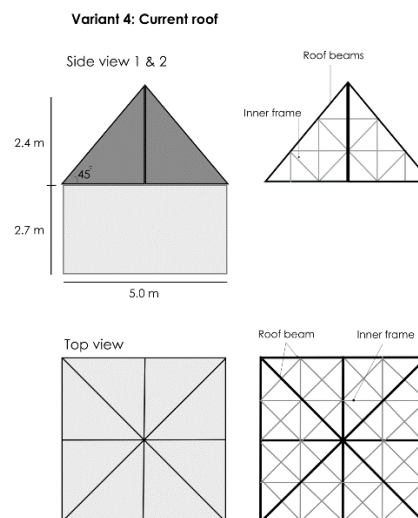 Variant 4: Current roof
Side view 1 & 2
Roof beams
Inner frame
2.4 m
45°
2.7 m
5.0 m
Top view
Roof beam
Inner frame